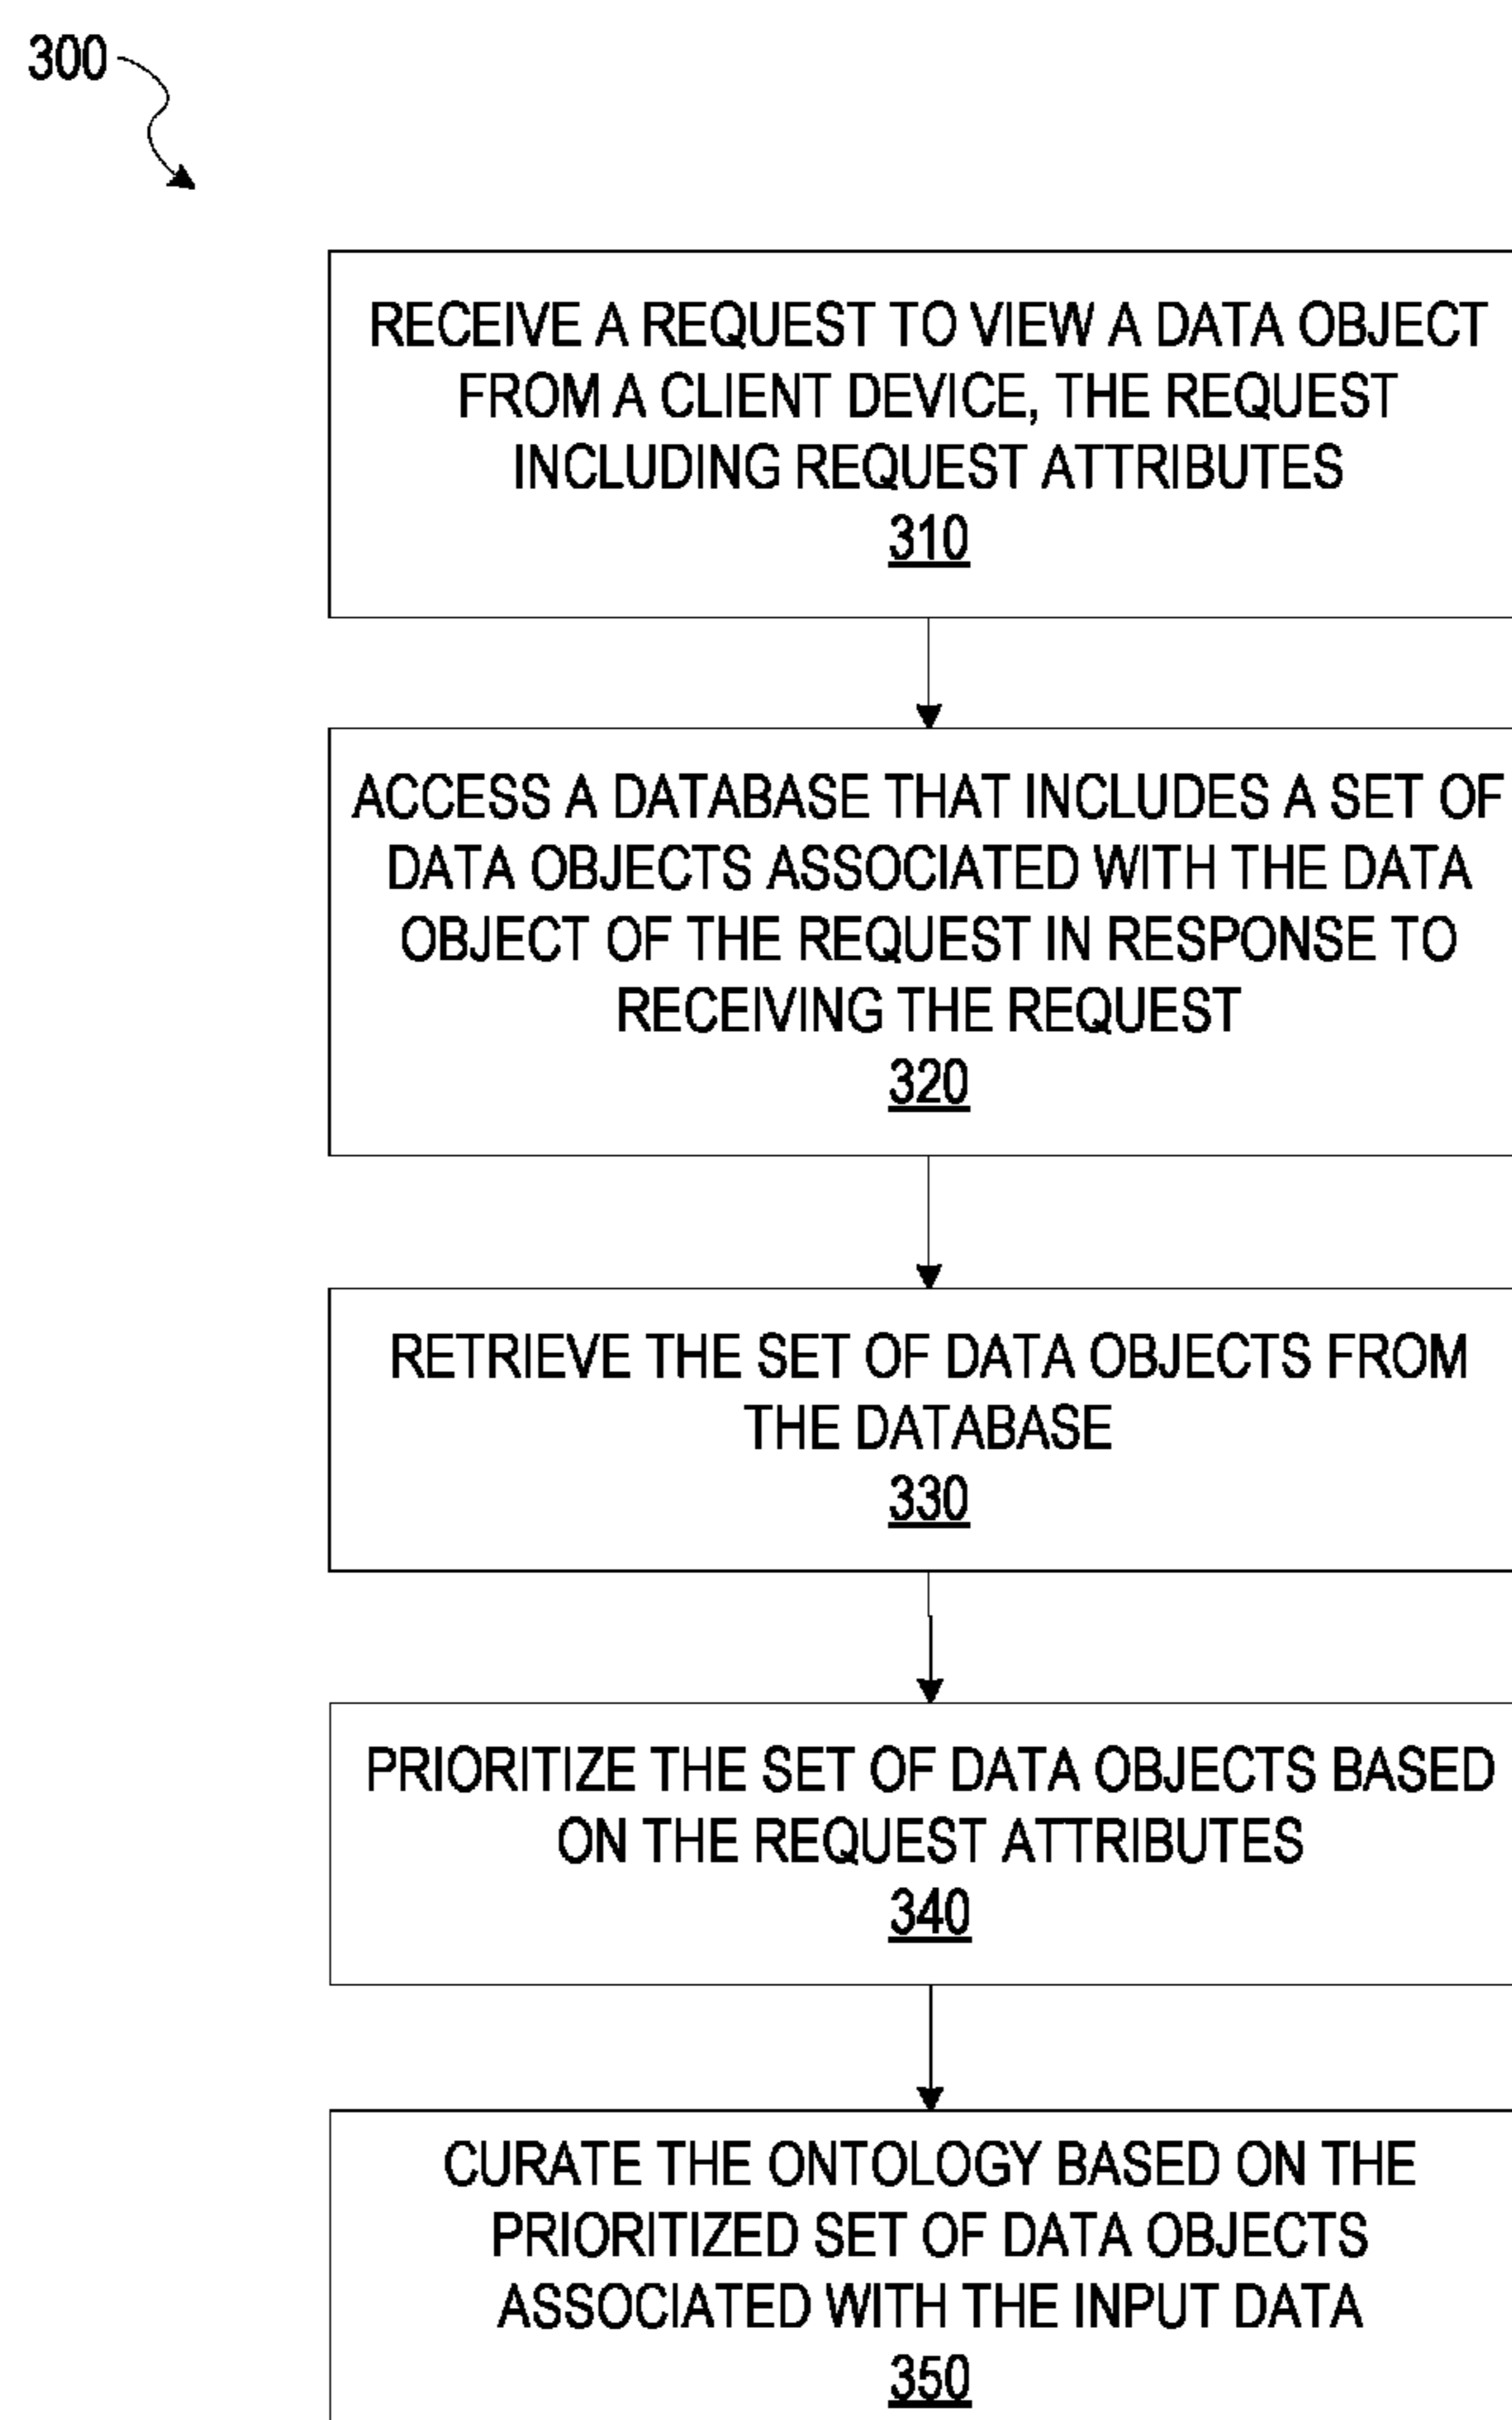 300
RECEIVE A REQUEST TO VIEW A DATA OBJECT
FROM A CLIENT DEVICE, THE REQUEST
INCLUDING REQUEST ATTRIBUTES
310
ACCESS A DATABASE THAT INCLUDES A SET OF
DATA OBJECTS ASSOCIATED WITH THE DATA
OBJECT OF THE REQUEST IN RESPONSE TO
RECEIVING THE REQUEST
320
RETRIEVE THE SET OF DATA OBJECTS FROM
THE DATABASE
330
PRIORITIZE THE SET OF DATA OBJECTS BASED
ON THE REQUEST ATTRIBUTES
340
CURATE THE ONTOLOGY BASED ON THE
PRIORITIZED SET OF DATA OBJECTS
ASSOCIATED WITH THE INPUT DATA
350